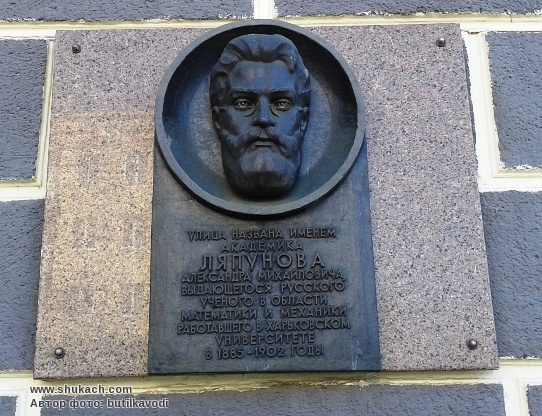 УЛИЦА НАЗВАНА ИМЕНЕМ
АКАДЕМИКА
ЛЯПУНОВА
АЛЕКСАНДРА МИХАЙЛОВИЧА
ВЫДАЮЩЕГОСЯ РУССКОГО
УЧЕНОГО В ОБЛАСТИ
МАТЕМАТИКИ И МЕХАНИКИ
РАБОТАВШЕГО В ХАРЬКОВСКОМ
УНИВЕРСИТЕТЕ
В 1885-1902 ГОДЫ
www.shukach.com
Автор фото: butilkavodi